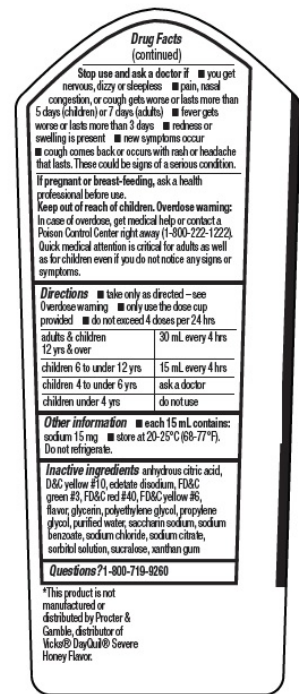 Drug Facts
(continued)
Stop use and ask a doctor if ■ you get
nervous, dizzy or sleepless ■ pain, nasal
congestion, or cough gets worse or lasts more than
5 days (children) or 7 days (adults) ■ fever gets
worse or lasts more than 3 days ■ redness or
swelling is present ■ new symptoms occur
■ cough comes back or occurs with rash or headache
that lasts. These could be signs of a serious condition.
If pregnant or breast-feeding, ask a health
professional before use.
Keep out of reach of children. Overdose warning:
In case of overdose, get medical help or contact a
Poison Control Center right away (1-800-222-1222).
Quick medical attention is critical for adults as well
as for children even if you do not notice any signs or
symptoms.
Directions ■ take only as directed – see
Overdose warning ■ only use the dose cup
provided ■ do not exceed 4 doses per 24 hrs
adults & children 30 mL every 4 hrs
12 yrs & over
children 6 to under 12 yrs 15 mL every 4 hrs
children 4 to under 6 yrs ask a doctor
children under 4 yrs do not use
Other information ■ each 15 mL contains:
sodium 15 mg ■ store at 20-25°C (68-77°F).
Do not refrigerate.
Inactive ingredients anhydrous citric acid,
D&C yellow #10, edetate disodium, FD&C
green #3, FD&C red #40, FD&C yellow #6,
flavor, glycerin, polyethylene glycol, propylene
glycol, purified water, saccharin sodium, sodium
benzoate, sodium chloride, sodium citrate,
sorbitol solution, sucralose, xanthan gum
Questions? 1-800-719-9260
*This product is not
manufactured or
distributed by Procter &
Gamble, distributor of
Vicks® DayQuil® Severe
Honey Flavor.